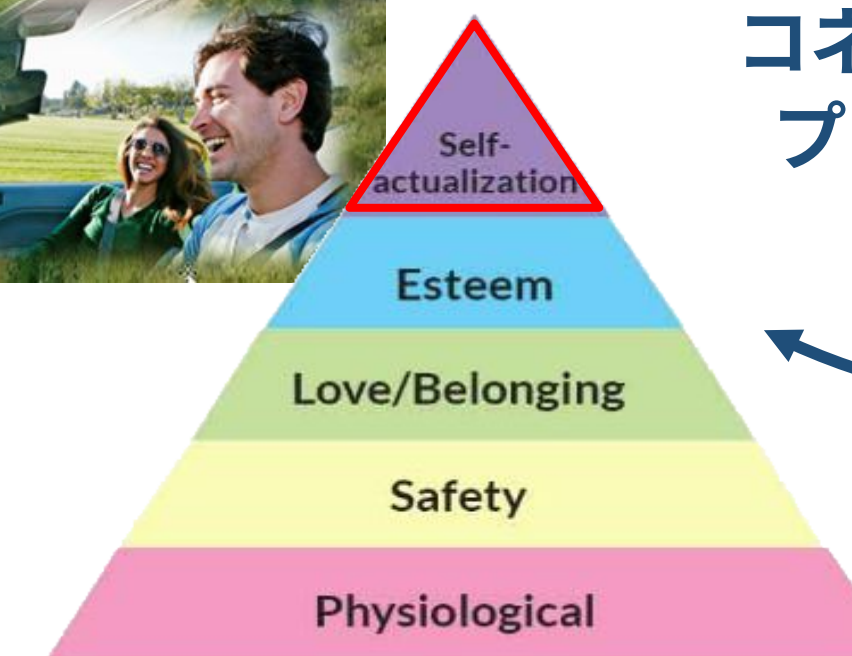 コネ
プ
Self-
actualization
Esteem
Love/Belonging
Safety
Physiological